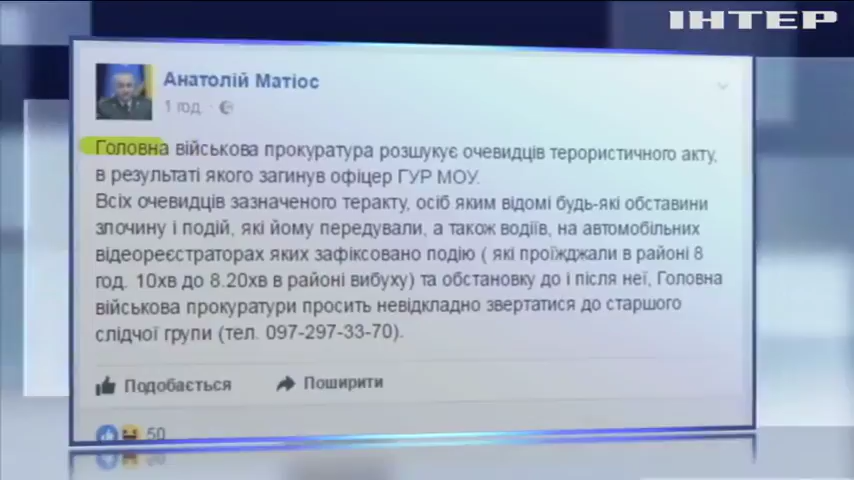 ІНТЕР
Анатолій Матіос
1 год
Головна військова прокуратура розшукує очевидців терористичного акту,
в результаті якого загинув офіцер ГУР МОУ.
Всіх очевидців зазначеного теракту, осіб яким відомі будь-які обставини
злочину і подій, які йому передували, а також водіїв, на автомобільних
відеореєстраторах яких зафіксовано подію ( які проїжджали в районі 8
год. 10хв до 8.20хв в районі вибуху) та обстановку до і після неї, Головна
військова прокуратури просить невідкладно звертатися до старшого
слідчої групи (тел. 097-297-33-70).
Подобається Поширити
50